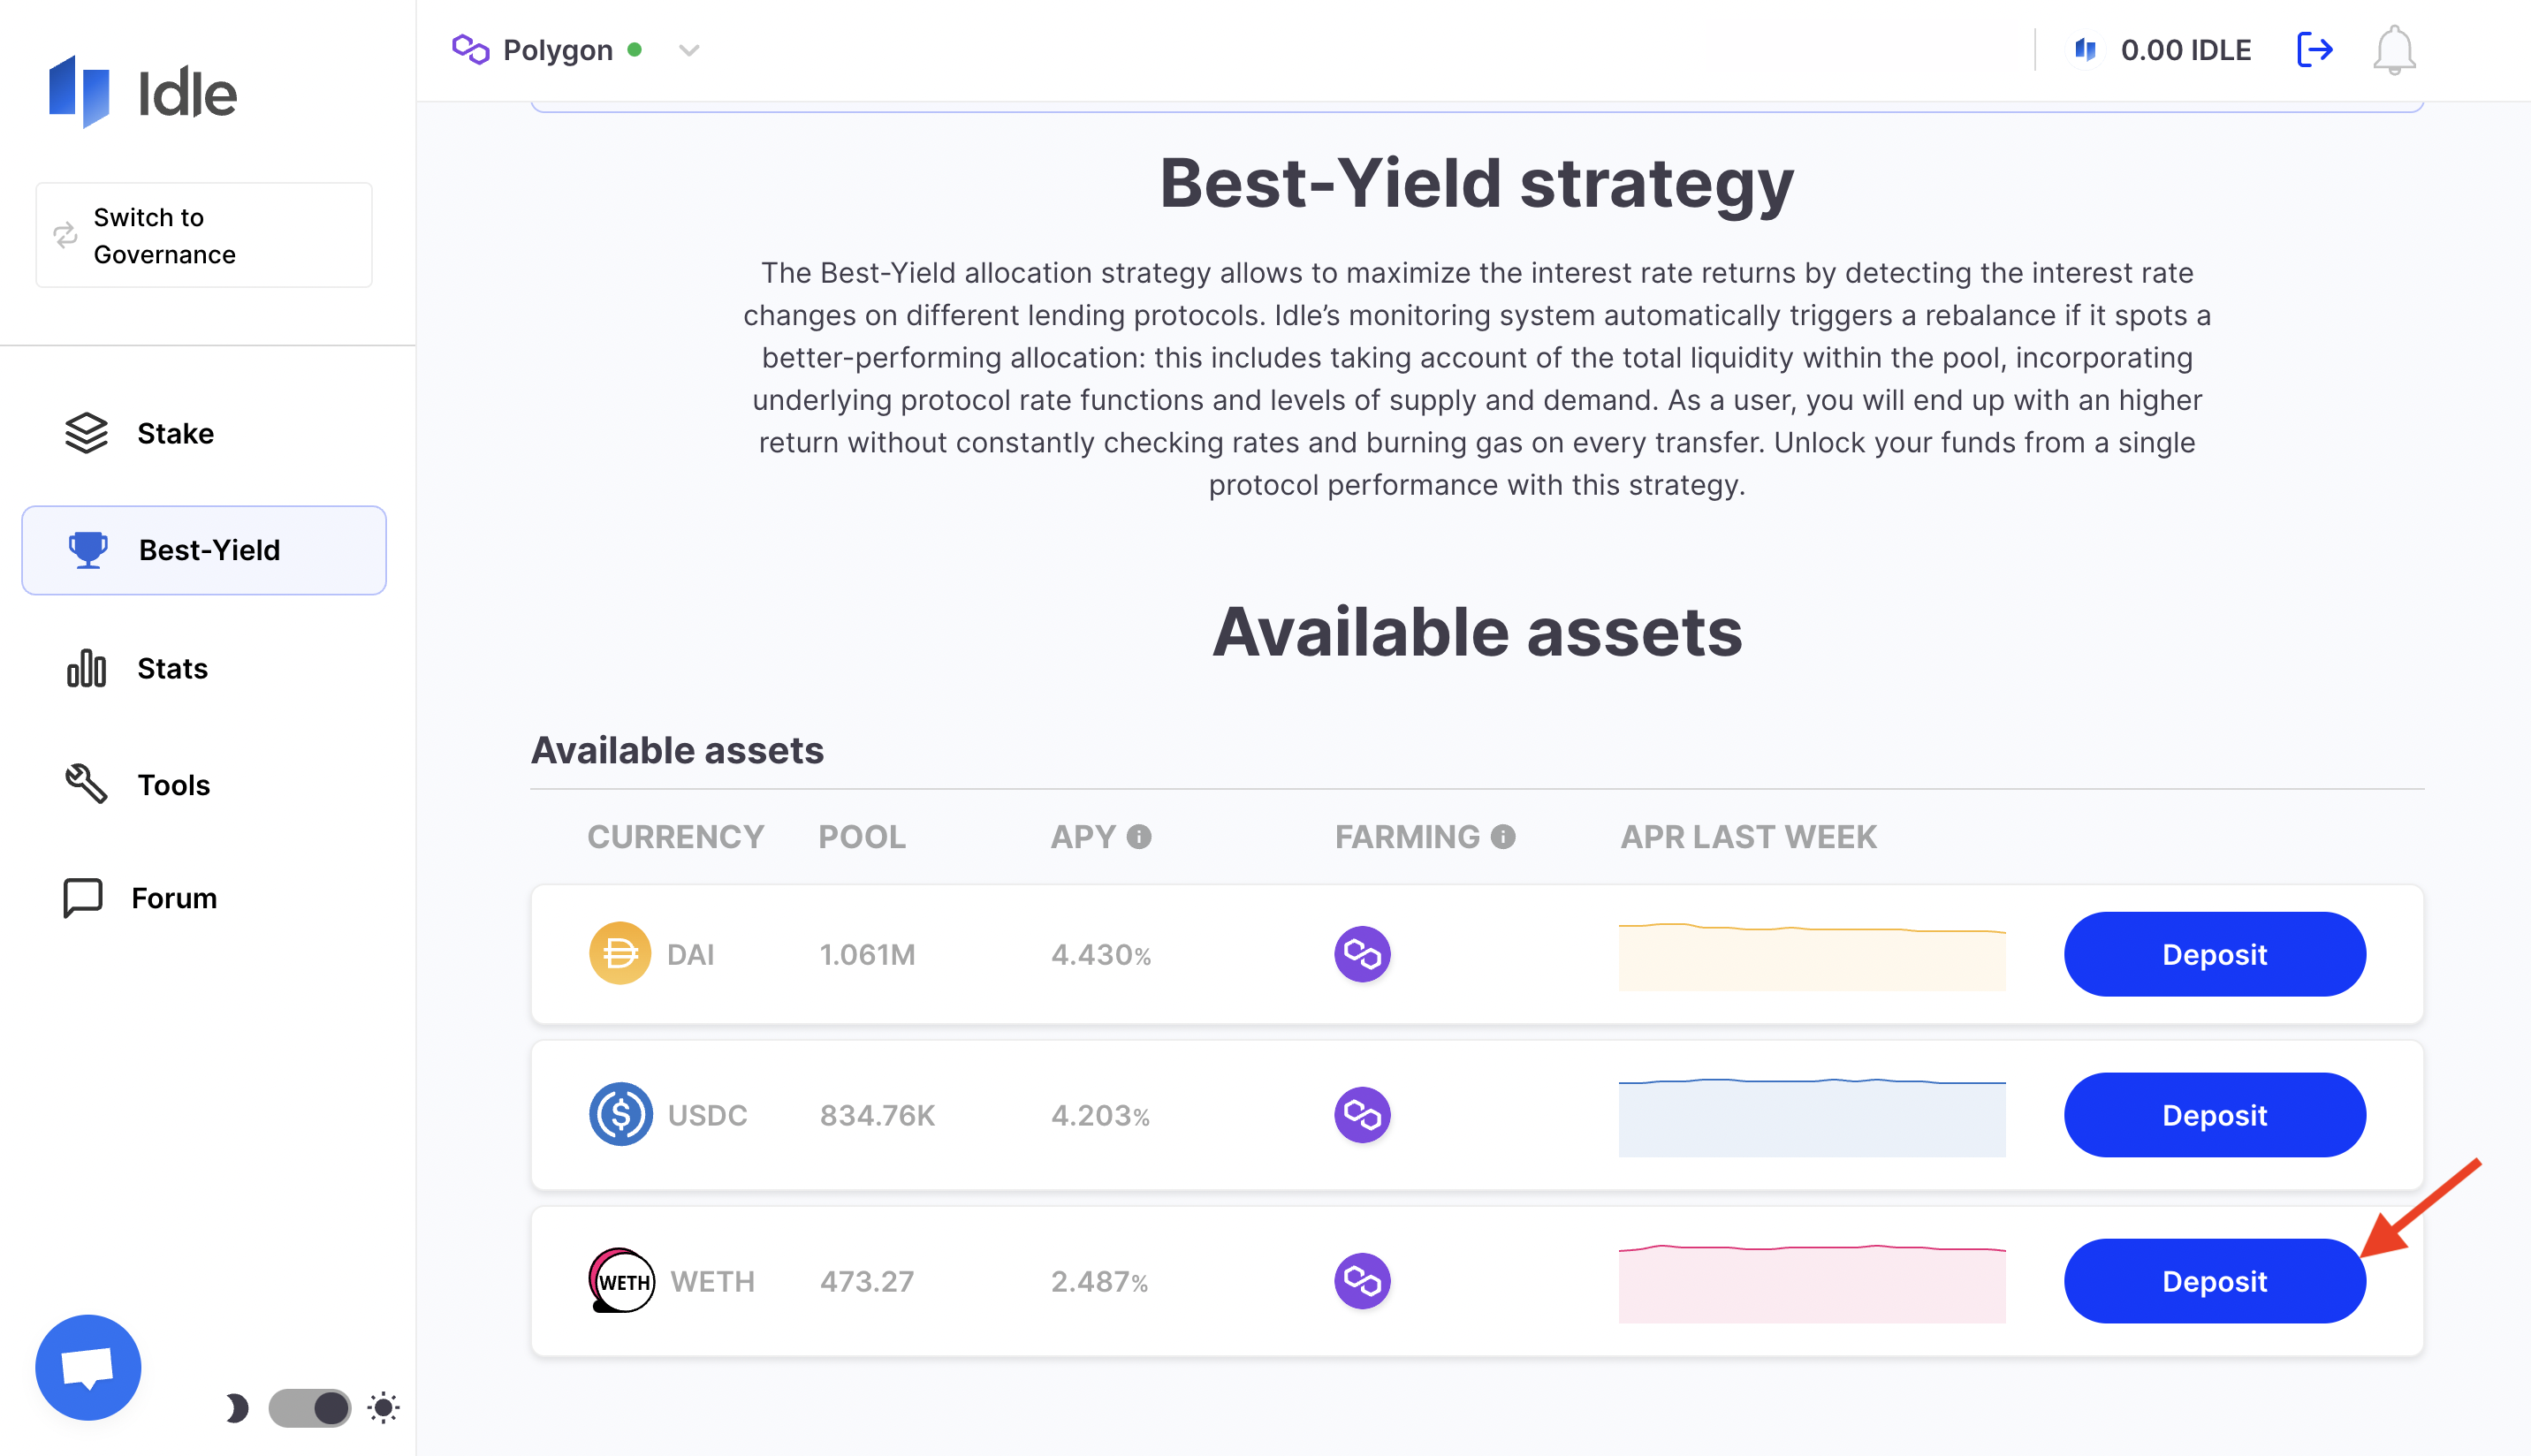 Idle
Polygon
0.00 IDLE
Switch to
Governance
Stake
Best-Yield
Stats
Tools
Forum
Best-Yield strategy
The Best-Yield allocation strategy allows to maximize the interest rate returns by detecting the interest rate
changes on different lending protocols. Idle’s monitoring system automatically triggers a rebalance if it spots a
better-performing allocation: this includes taking account of the total liquidity within the pool, incorporating
underlying protocol rate functions and levels of supply and demand. As a user, you will end up with an higher
return without constantly checking rates and burning gas on every transfer. Unlock your funds from a single
protocol performance with this strategy.
Available assets
Available assets
CURRENCY POOL APY i FARMING i APR LAST WEEK
DAI 1.061M 4.430% Deposit
$ USDC 834.76K 4.203% Deposit
WETH WETH 473.27 2.487% Deposit